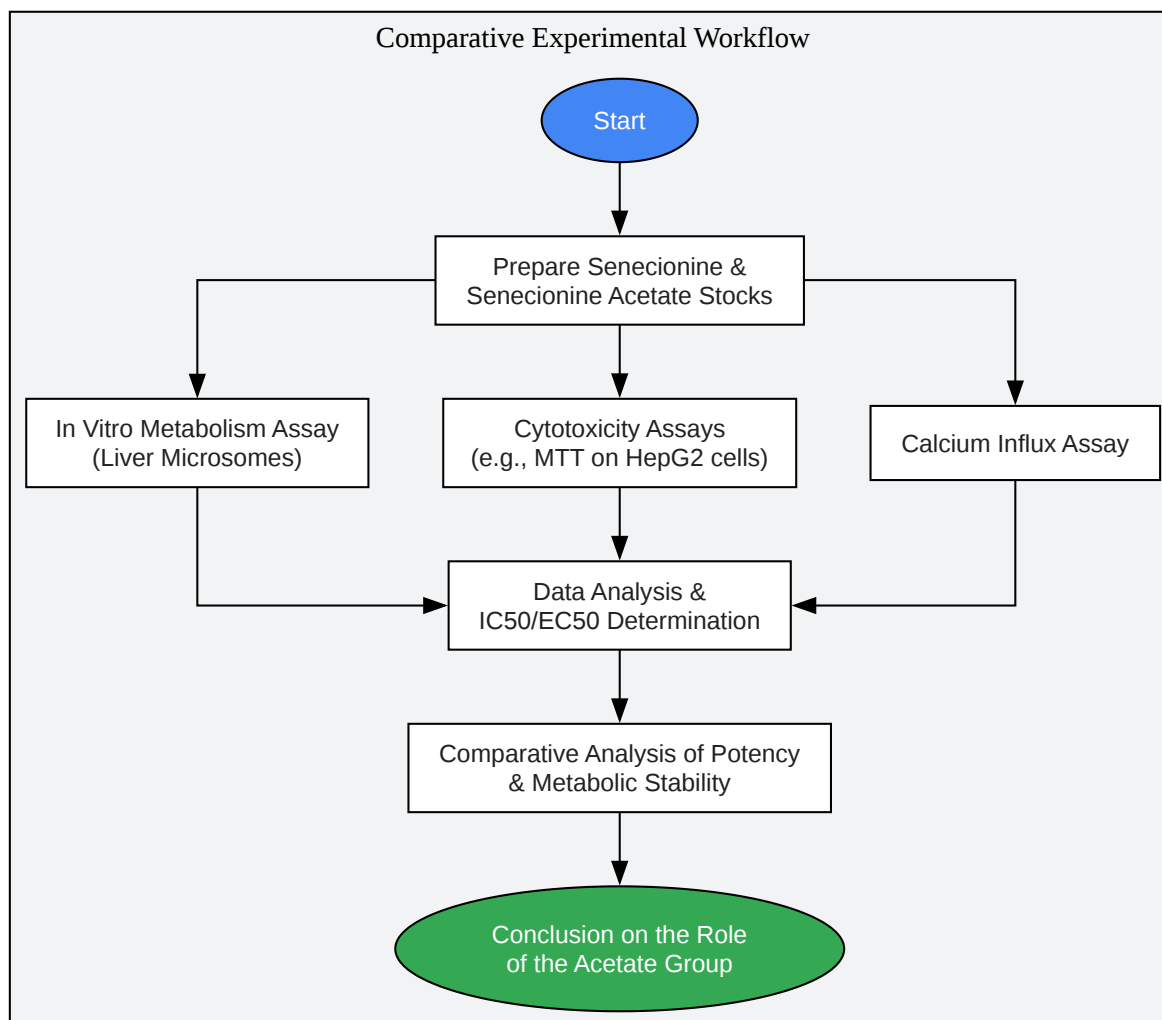 Comparative Experimental Workflow
Start
Prepare Senecionine &
Senecionine Acetate Stocks
In Vitro Metabolism Assay
(Liver Microsomes)
Cytotoxicity Assays
(e.g., MTT on HepG2 cells)
Calcium Influx Assay
Data Analysis &
IC50/EC50 Determination
Comparative Analysis of Potency
& Metabolic Stability
Conclusion on the Role
of the Acetate Group